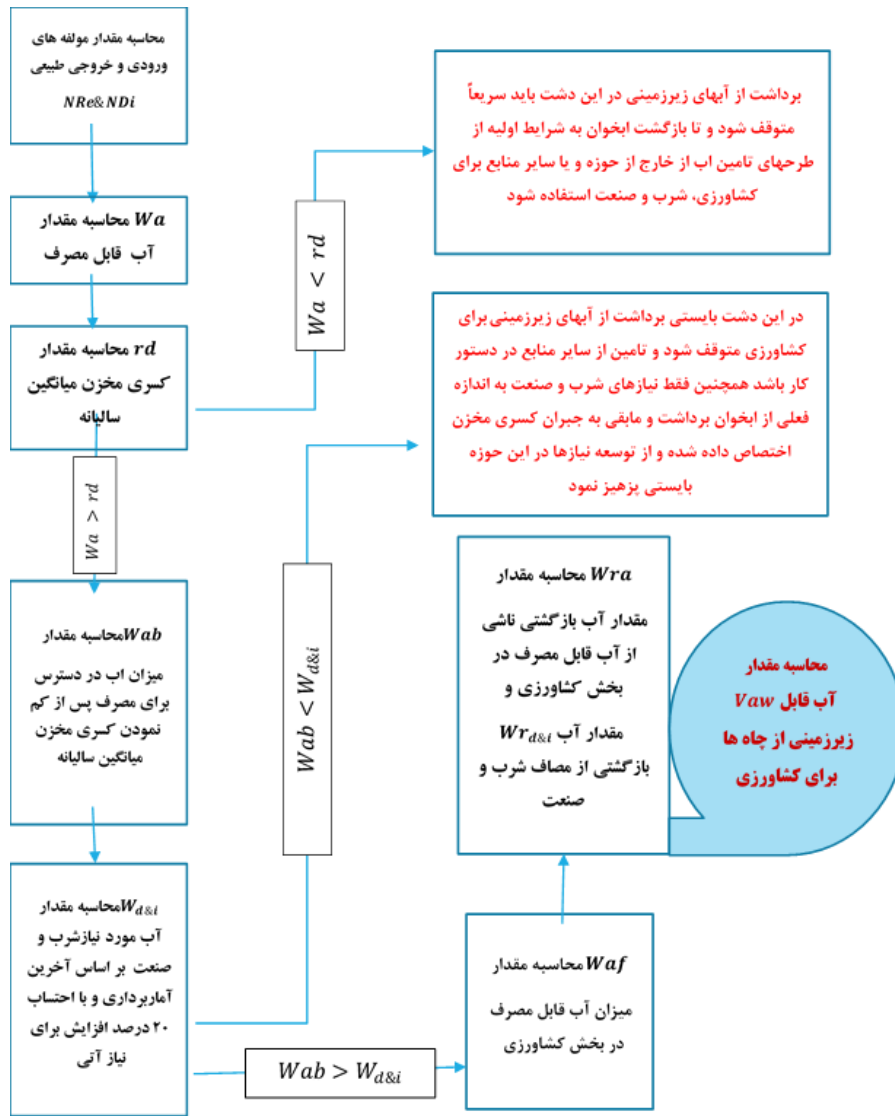 محاسبه مقدار مولفه های
ورودی و خروجی طبیعی
NRe&NDi
Wa محاسبه مقدار
آب قابل مصرف
rd محاسبه مقدار
کسری مخزن میانگین
سالیانه
Wa > rd
Wabمحاسبه مقدار
میزان اب در دسترس
برای مصرف پس از کم
نمودن کسری مخزن
میانگین سالیانه
Wd&iمحاسبه مقدار
آب مورد نیازشرب و
صنعت بر اساس آخرین
آماربرداری و با احتساب
۲۰ درصد افزایش برای
نیاز آتی
Wa < rd
برداشت از آبهای زیرزمینی در این دشت باید سریعاً
متوقف شود و تا بازگشت ابخوان به شرایط اولیه از
طرحهای تامین اب از خارج از حوزه و یا سایر منابع برای
کشاورزی، شرب و صنعت استفاده شود
Wab < Wd&i
در این دشت بایستی برداشت از آبهای زیرزمینی برای
کشاورزی متوقف شود و تامین از سایر منابع در دستور
کار باشد همچنین فقط نیازهای شرب و صنعت به اندازه
فعلی از ابخوان برداشت و مابقی به جبران کسری مخزن
اختصاص داده شده و از توسعه نیازها در این حوزه
بایستی پزهیز نمود
Wab > Wd&i
Waf محاسبه مقدار
میزان آب قابل مصرف
در بخش کشاورزی
Wra محاسبه مقدار
مقدار آب بازگشتی ناشی
از آب قابل مصرف در
بخش کشاورزی و
Wrd&i مقدار آب
بازگشتی از مصاف شرب و
صنعت
محاسبه مقدار
Vaw آب قابل
زیرزمینی از چاه ها
برای کشاورزی